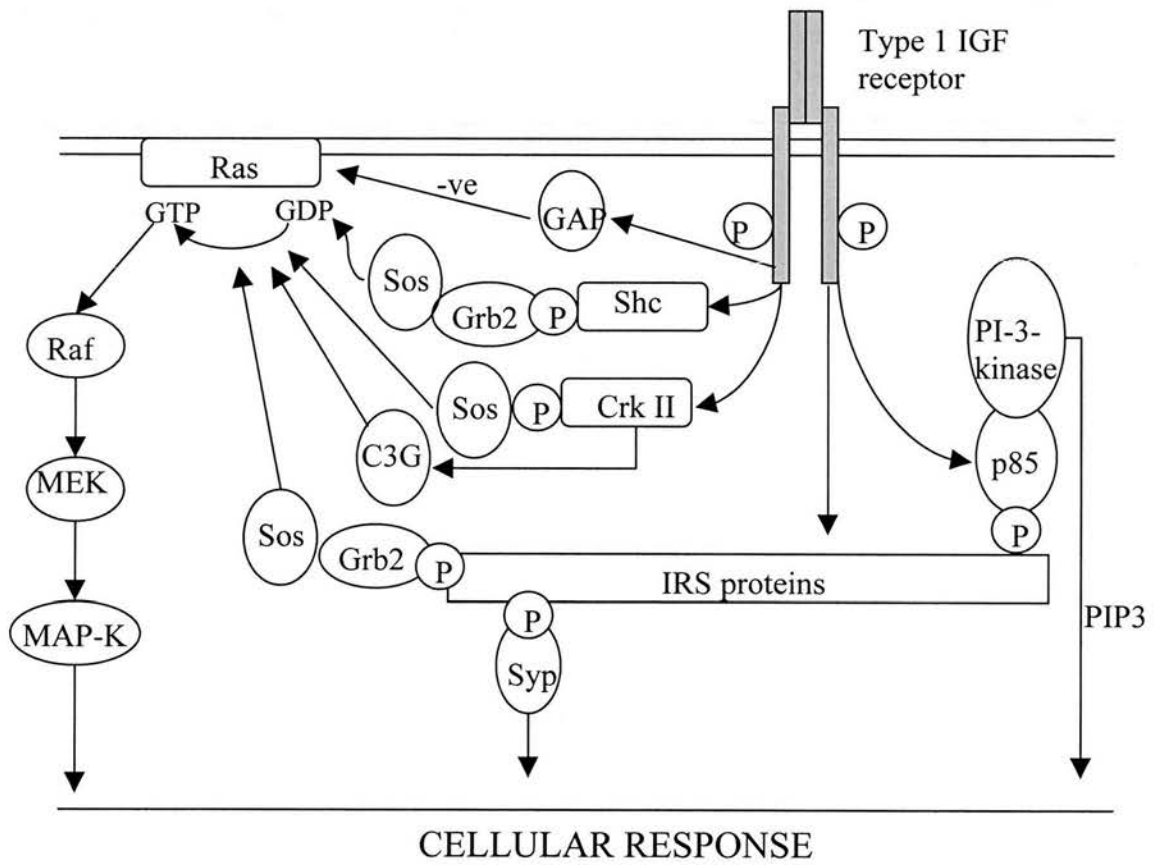 Type 1 IGF
receptor
Ras
-ve
GTP
GDP
GAP
P
P
Sos
Grb2
P
Shc
Raf
PI-3-
kinase
Sos
P
Crk II
C3G
p85
MEK
Sos
Grb2
P
P
IRS proteins
MAP-K
P
PIP3
Syp
CELLULAR RESPONSE